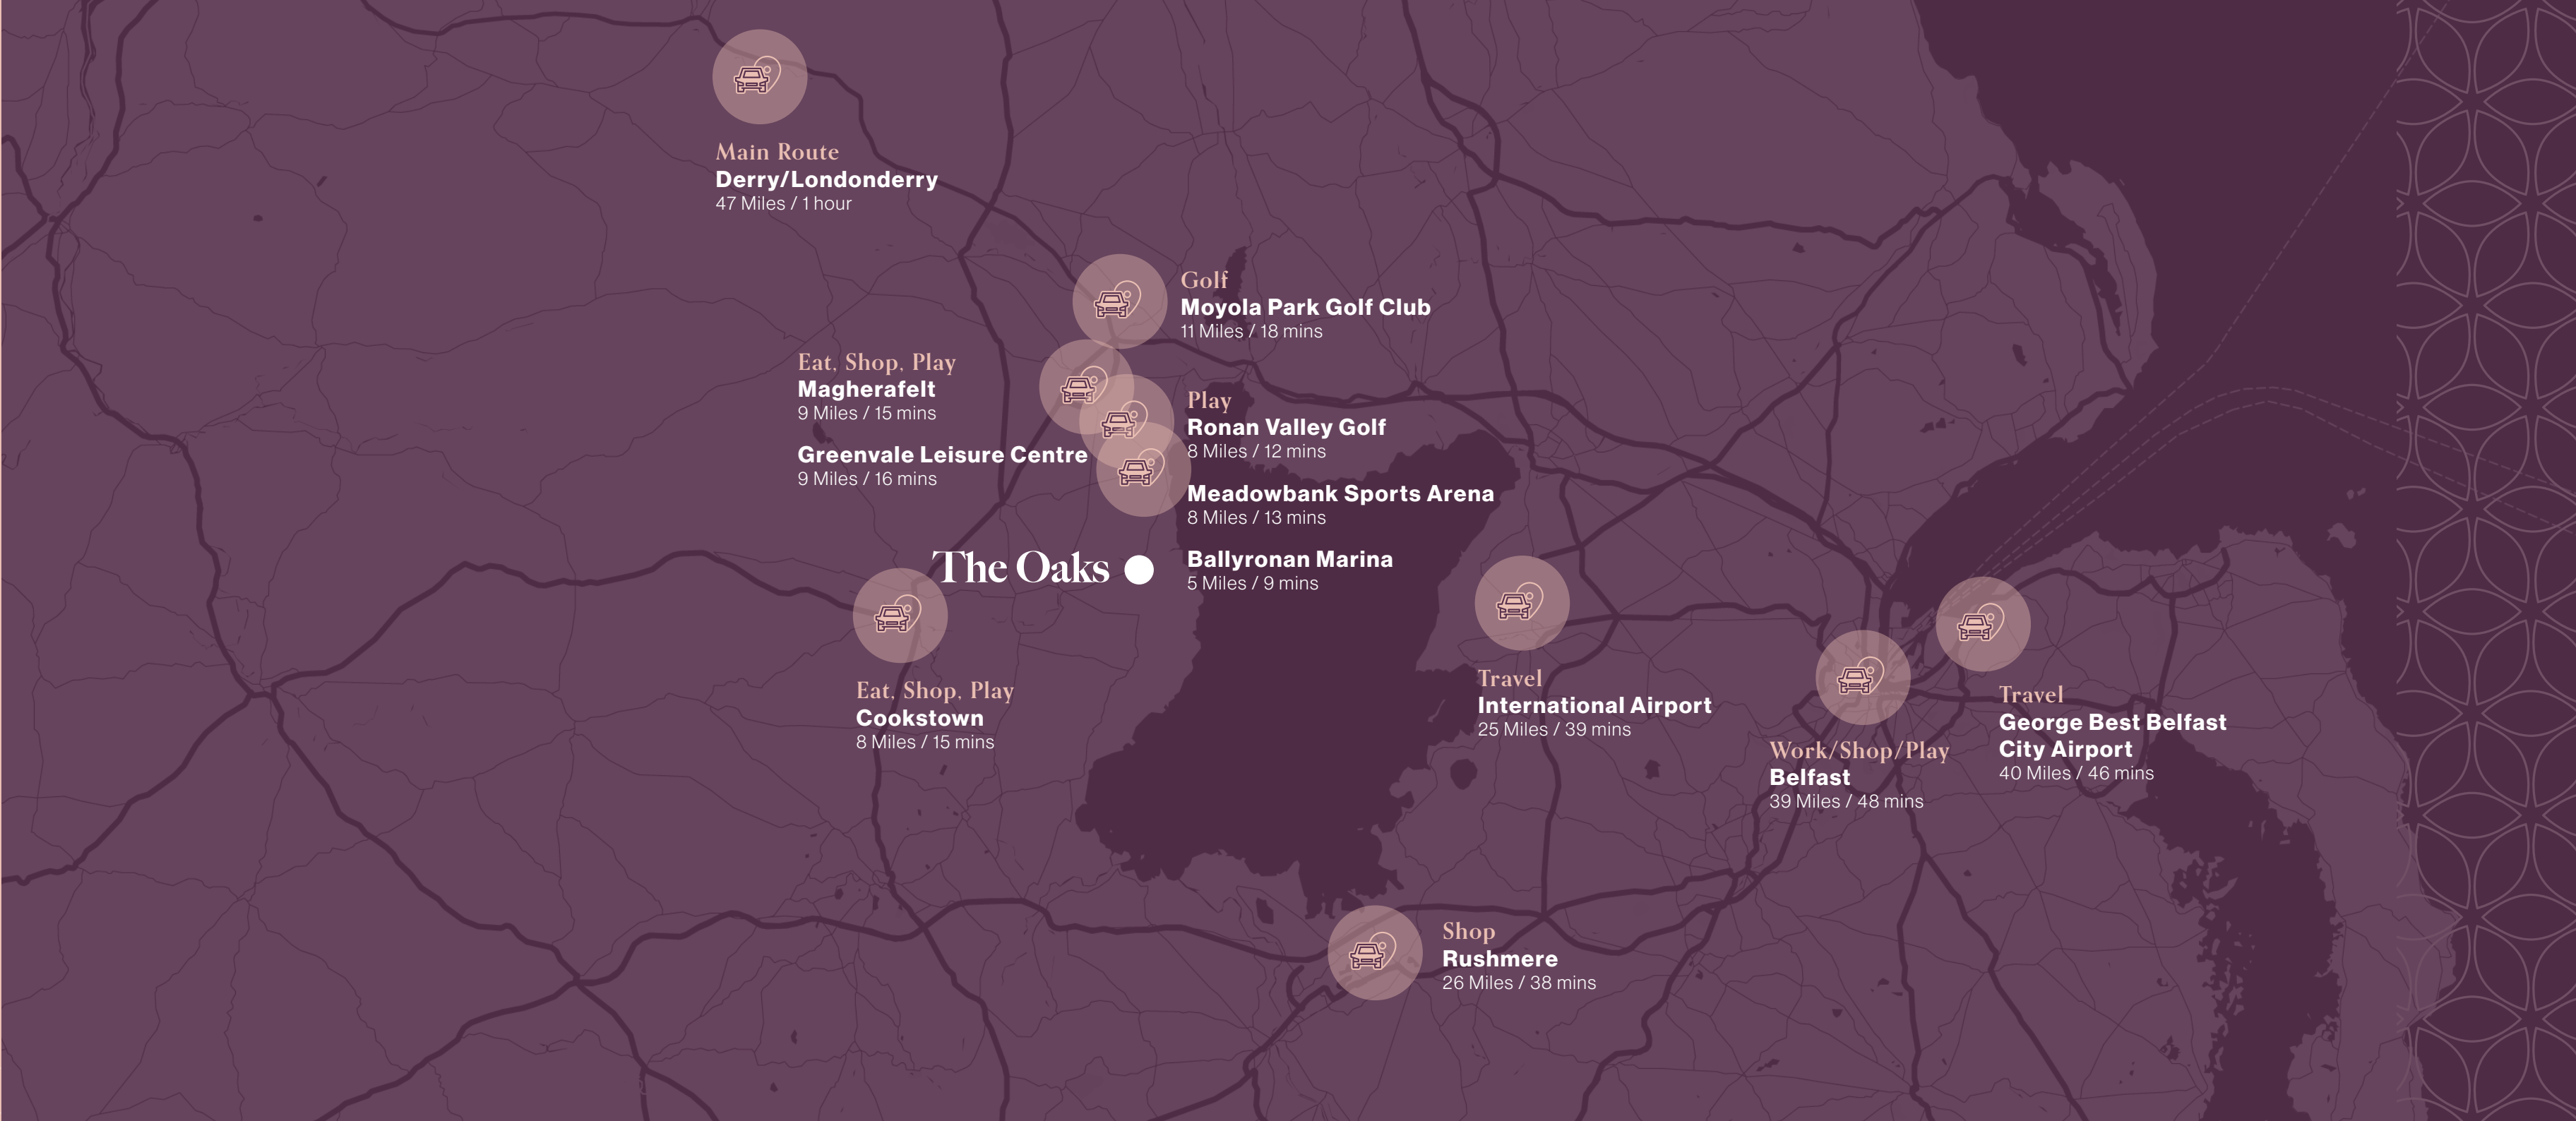 Main Route
Derry/Londonderry
47 Miles / 1 hour
Golf
Moyola Park Golf Club
11 Miles / 18 mins
Eat, Shop, Play
Magherafelt
9 Miles / 15 mins
Greenvale Leisure Centre
9 Miles / 16 mins
Play
Ronan Valley Golf
8 Miles / 12 mins
Meadowbank Sports Arena
8 Miles / 13 mins
Ballyronan Marina
5 Miles / 9 mins
The Oaks
Eat, Shop, Play
Cookstown
8 Miles / 15 mins
Travel
International Airport
25 Miles / 39 mins
Work/Shop/Play
Belfast
39 Miles / 48 mins
Travel
George Best Belfast
City Airport
40 Miles / 46 mins
Shop
Rushmere
26 Miles / 38 mins